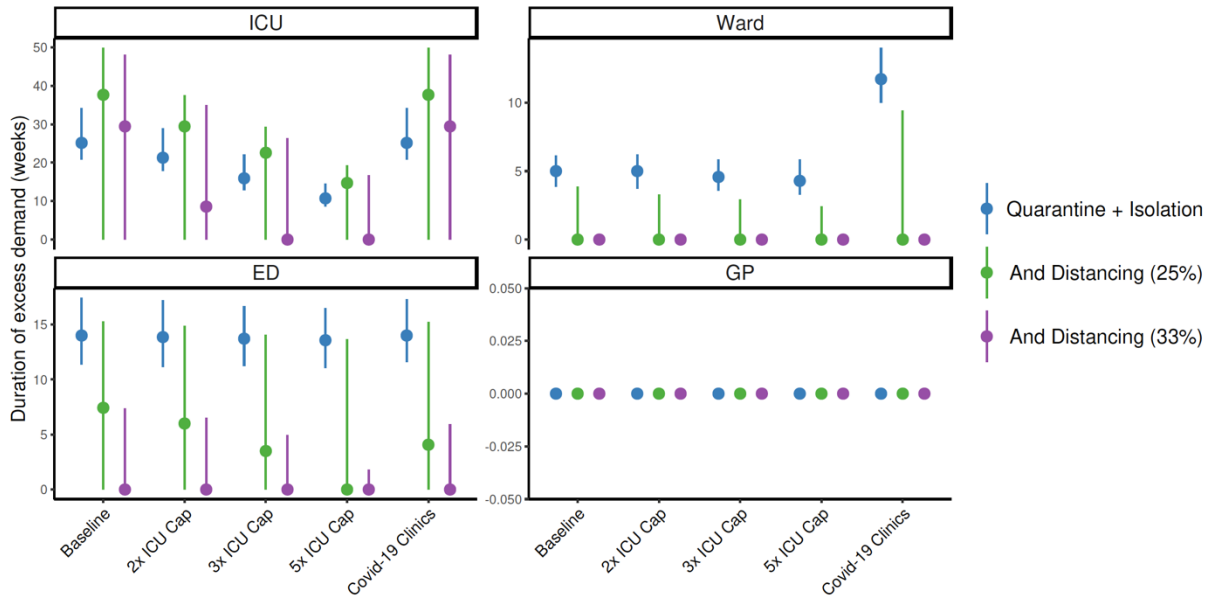 ICU
Ward
Duration of excess demand (weeks)
50
40
30
20
10
0
10
5
0
ED
GP
15
10
5
0
0.050
0.025
0.000
-0.025
-0.050
Baseline
2x ICU Cap
3x ICU Cap
5x ICU Cap
Covid-19 Clinics
Baseline
2x ICU Cap
3x ICU Cap
5x ICU Cap
Covid-19 Clinics
Quarantine + Isolation
And Distancing (25%)
And Distancing (33%)